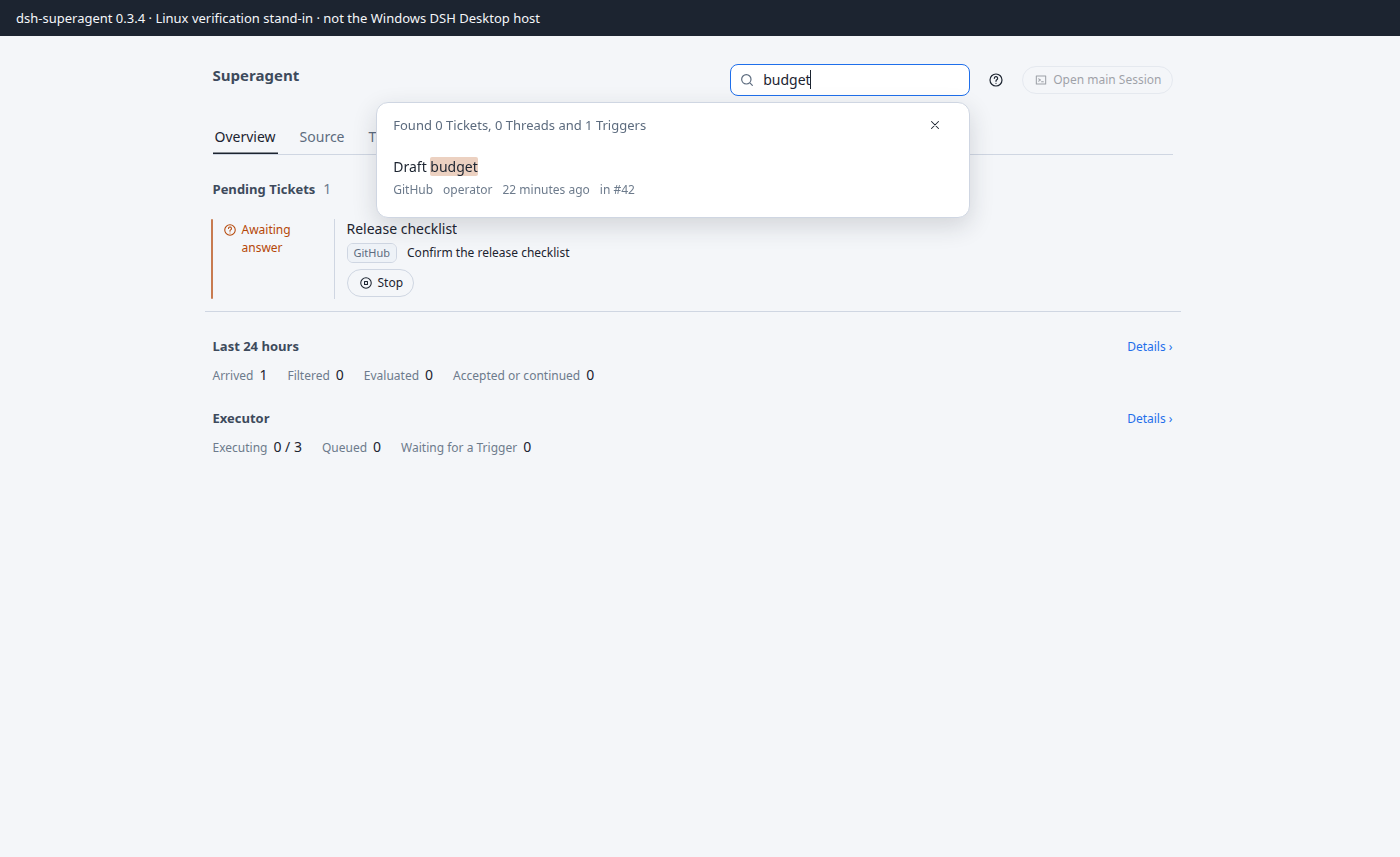 dsh-superagent 0.3.4 · Linux verification stand-in · not the Windows DSH Desktop host
Superagent
budget
Open main Session
Found 0 Tickets, 0 Threads and 1 Triggers
Draft budget
GitHub operator 22 minutes ago in #42
Overview Source T
Pending Tickets 1
Awaiting answer
Release checklist
GitHub Confirm the release checklist
Stop
Last 24 hours Details ›
Arrived 1 Filtered 0 Evaluated 0 Accepted or continued 0
Executor Details ›
Executing 0 / 3 Queued 0 Waiting for a Trigger 0